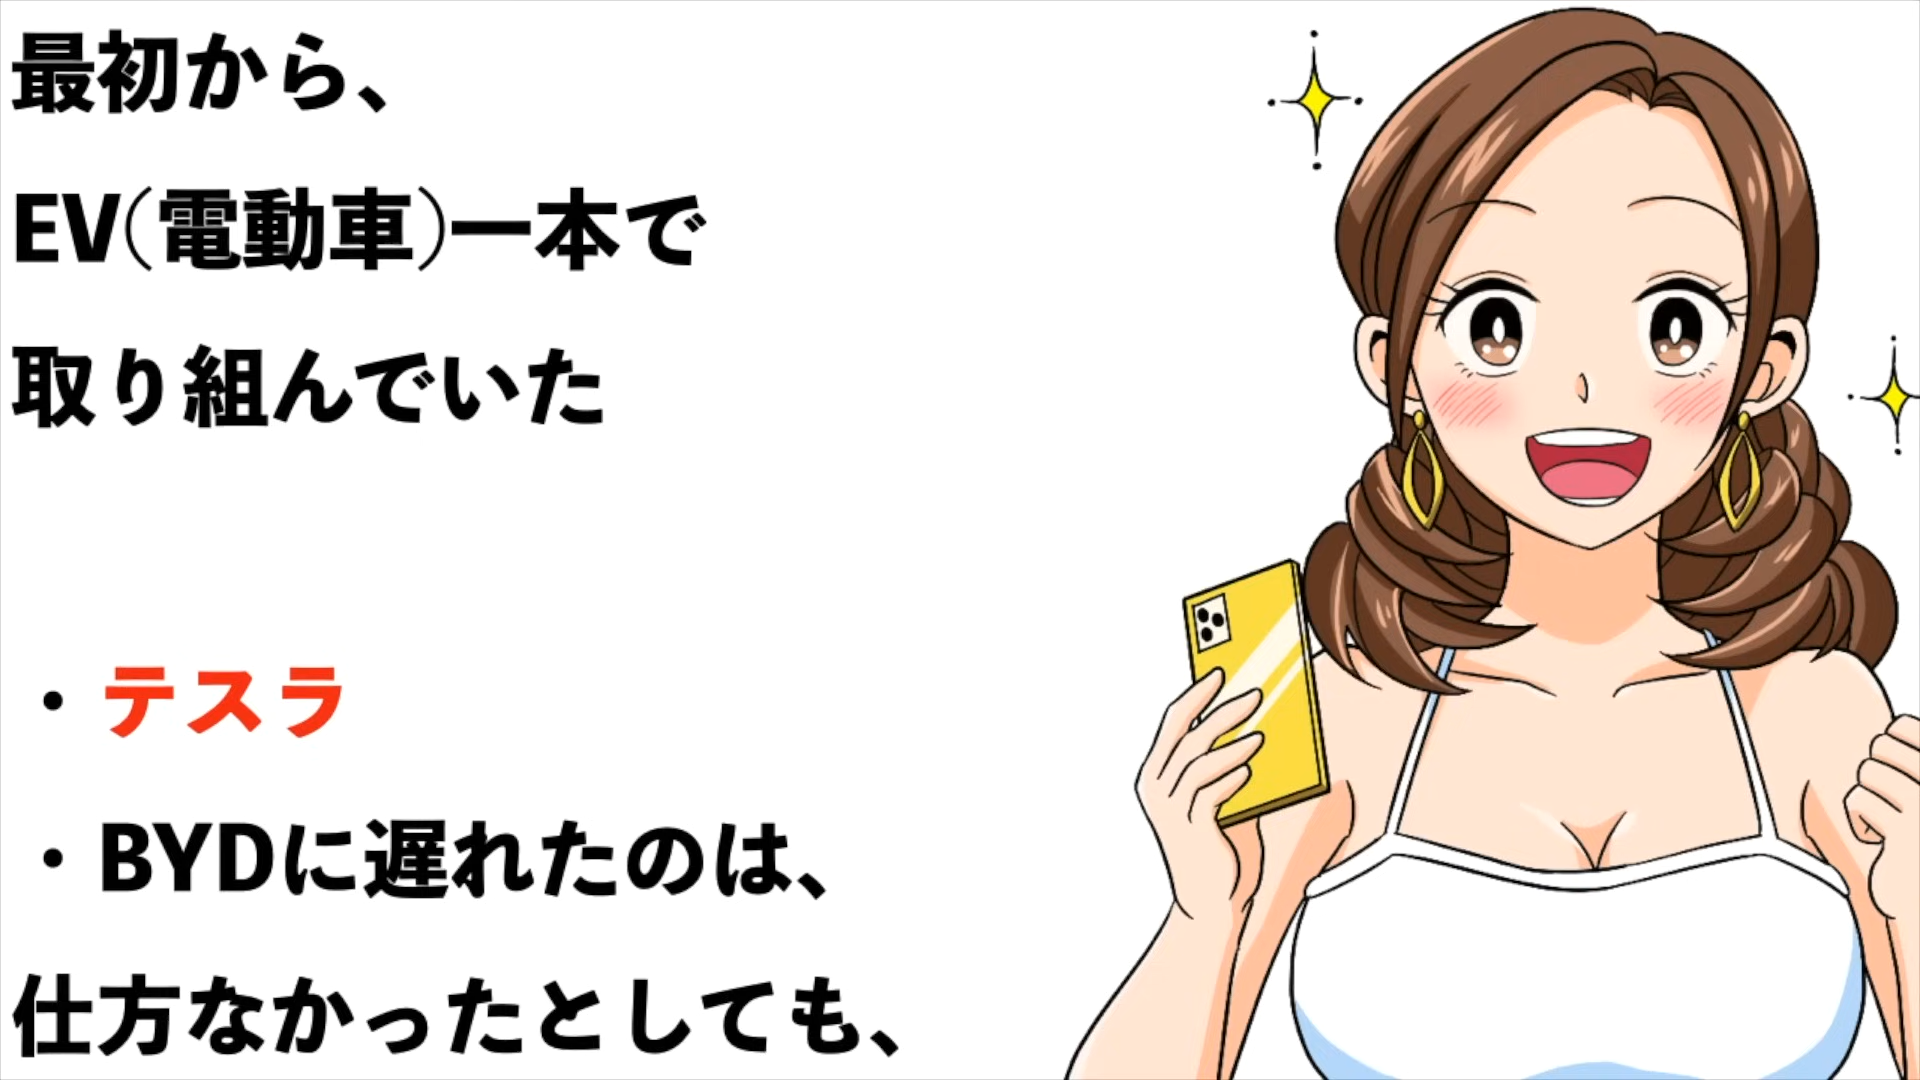 最初から、
EV(電動車)一本で
取り組んでいた
・テスラ
・BYDに遅れたのは、
仕方なかったとしても、